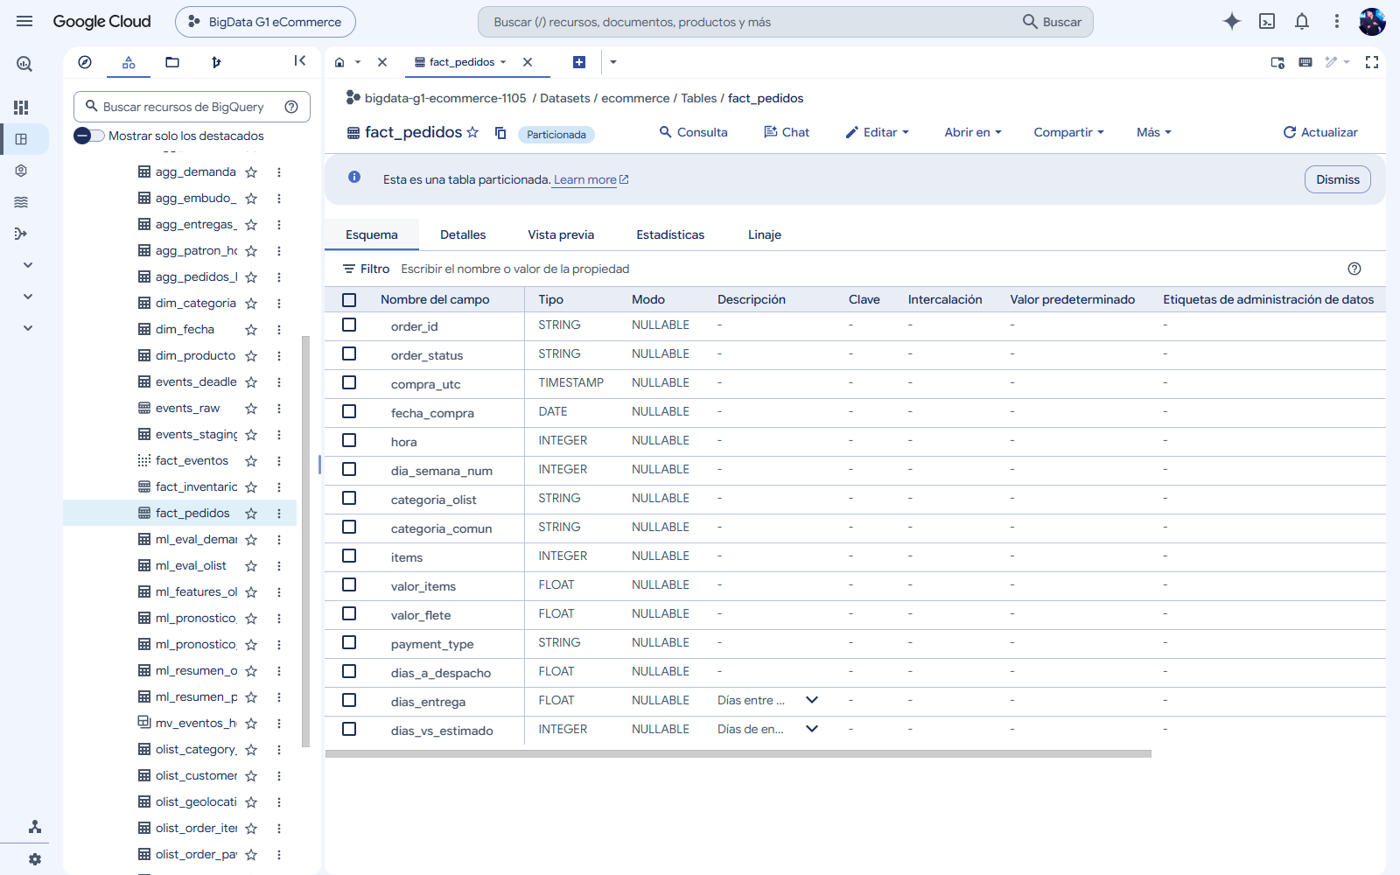 Google Cloud
BigData G1 eCommerce
Buscar (/) recursos, documentos, productos y más
Buscar
fact_pedidos
Buscar recursos de BigQuery
Mostrar solo los destacados
agg_demanda
agg_embudo_
agg_entregas_
agg_patron_ho
agg_pedidos_l
dim_categoria
dim_fecha
dim_producto
events_deadle
events_raw
events_staging
fact_eventos
fact_inventario
fact_pedidos
ml_eval_deman
ml_eval_olist
ml_features_ol
ml_pronostico_
ml_pronostico_
ml_resumen_o
ml_resumen_p
mv_eventos_h
olist_category_
olist_customer
olist_geolocati
olist_order_iter
olist_order_pay
bigdata-g1-ecommerce-1105 / Datasets / ecommerce / Tables / fact_pedidos
fact_pedidos
Particionada
Consulta
Chat
Editar
Abrir en
Compartir
Más
Actualizar
Esta es una tabla particionada. Learn more
Dismiss
Esquema Detalles Vista previa Estadísticas Linaje
Filtro Escribir el nombre o valor de la propiedad
Nombre del campo Tipo Modo Descripción Clave Intercalación Valor predeterminado Etiquetas de administración de datos
order_id STRING NULLABLE - - - - -
order_status STRING NULLABLE - - - - -
compra_utc TIMESTAMP NULLABLE - - - - -
fecha_compra DATE NULLABLE - - - - -
hora INTEGER NULLABLE - - - - -
dia_semana_num INTEGER NULLABLE - - - - -
categoria_olist STRING NULLABLE - - - - -
categoria_comun STRING NULLABLE - - - - -
items INTEGER NULLABLE - - - - -
valor_items FLOAT NULLABLE - - - - -
valor_flete FLOAT NULLABLE - - - - -
payment_type STRING NULLABLE - - - - -
dias_a_despacho FLOAT NULLABLE - - - - -
dias_entrega FLOAT NULLABLE Días entre ... - - - -
dias_vs_estimado INTEGER NULLABLE Días de en... - - - -